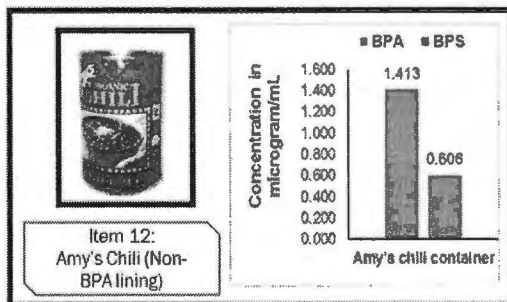 CHILI
Item 12:
Amy's Chili (Non-
BPA lining)
BPA BPS
Concentration in
microgram/mL
1.600
1.400
1.200
1.000
0.800
0.600
0.400
0.200
0.000
1.413
0.606
Amy's chili container